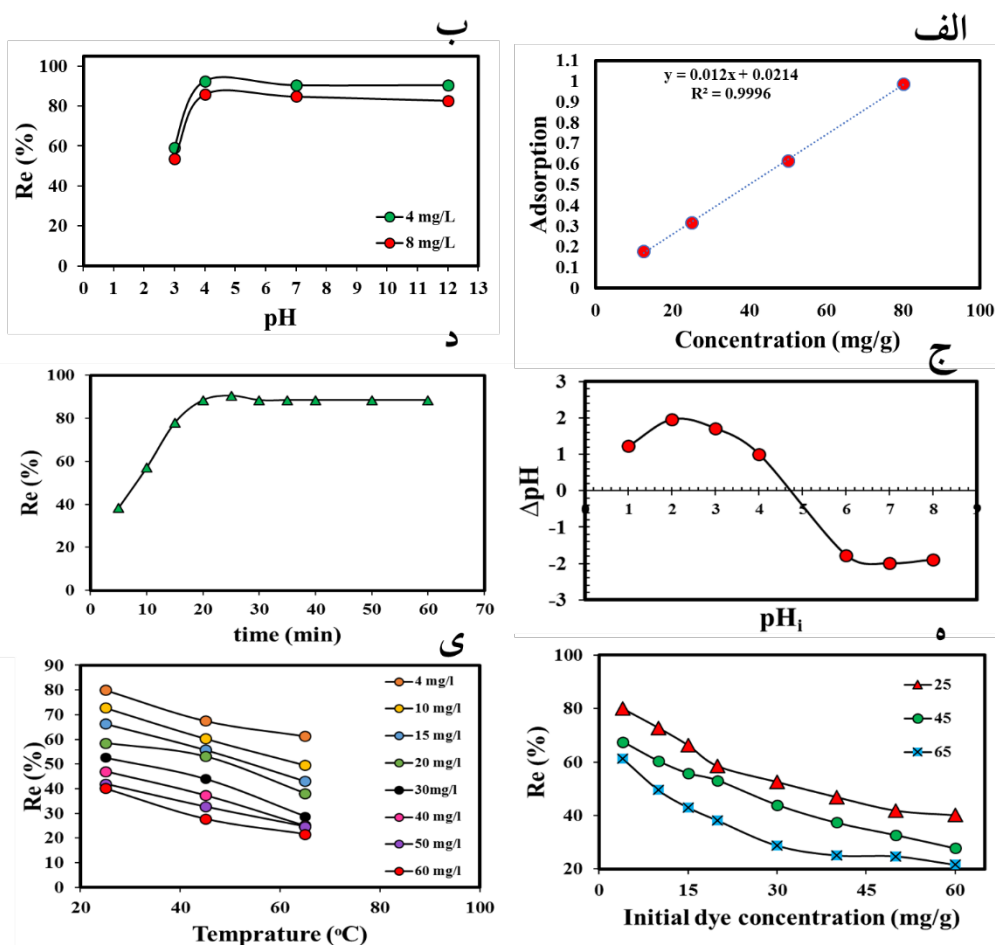 الف
1.1
1
0.9
0.8
0.7
0.6
0.5
0.4
0.3
0.2
0.1
0
y = 0.012x + 0.0214
R² = 0.9996
Adsorption
0 20 40 60 80 100
Concentration (mg/g)
ب
100
80
60
40
20
0
Re (%)
4 mg/L
8 mg/L
0 1 2 3 4 5 6 7 8 9 10 11 12 13
pH
ج
3
2
1
0
-1
-2
-3
ΔpH
0 1 2 3 4 5 6 7 8 9
pHᵢ
د
100
80
60
40
20
0
Re (%)
0 10 20 30 40 50 60 70
time (min)
ه
100
80
60
40
20
Re (%)
25
45
65
0 15 30 45 60
Initial dye concentration (mg/g)
ى
90
80
70
60
50
40
30
20
10
0
Re (%)
4 mg/l
10 mg/l
15 mg/l
20 mg/l
30mg/l
40 mg/l
50 mg/l
60 mg/l
20 40 60 80 100
Temprature (°C)